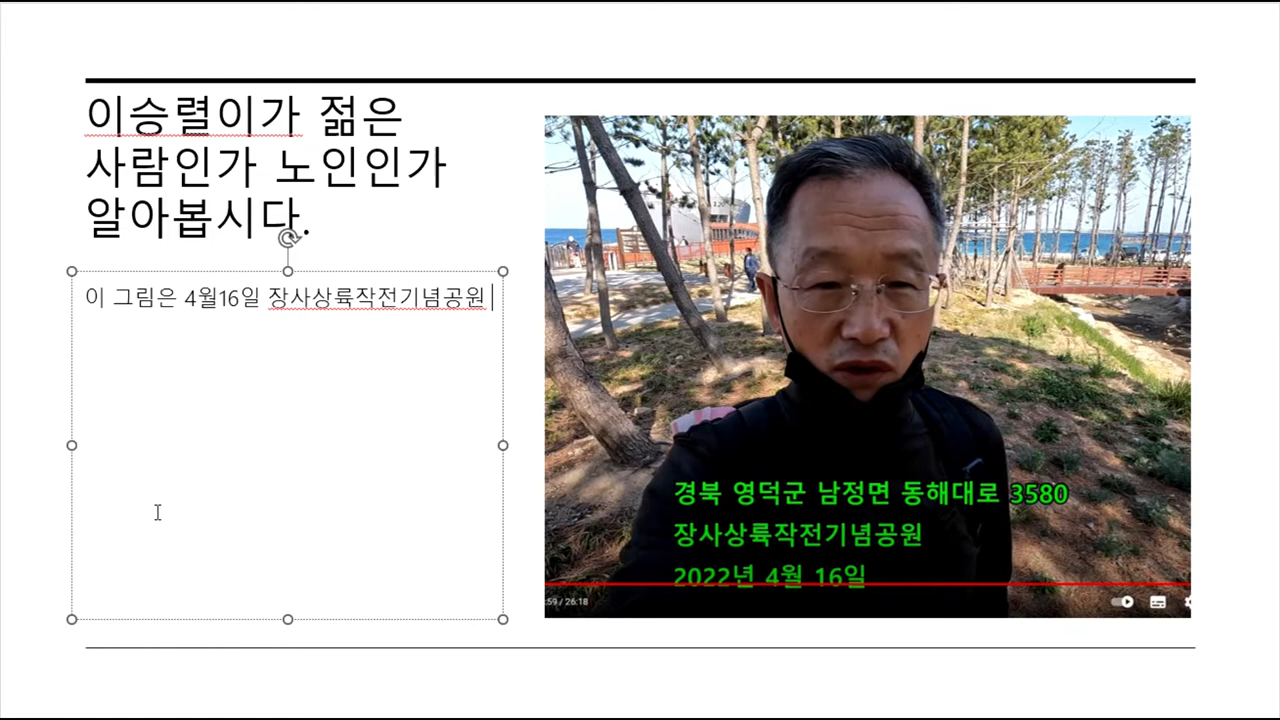 이승렬이가 젊은
사람인가 노인인가
알아봅시다.
이 그림은 4월16일 장사상륙작전기념공원
경북 영덕군 남정면 동해대로 3580
장사상륙작전기념공원
2022년 4월 16일
:59 / 26:18